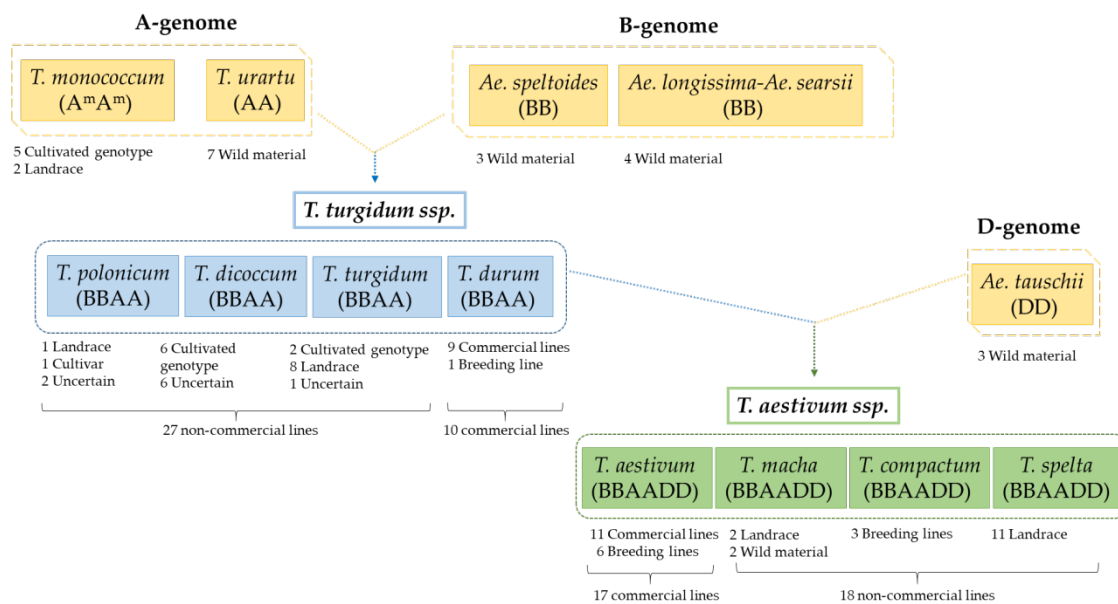 A-genome
B-genome
T. monococcum
(AᵐAᵐ)
T. urartu
(AA)
Ae. speltoides
(BB)
Ae. longissima-Ae. searsii
(BB)
5 Cultivated genotype
2 Landrace
7 Wild material
3 Wild material
4 Wild material
T. turgidum ssp.
D-genome
T. polonicum
(BBAA)
T. dicoccum
(BBAA)
T. turgidum
(BBAA)
T. durum
(BBAA)
Ae. tauschii
(DD)
1 Landrace
1 Cultivar
2 Uncertain
6 Cultivated
genotype
6 Uncertain
2 Cultivated genotype
8 Landrace
1 Uncertain
9 Commercial lines
1 Breeding line
3 Wild material
27 non-commercial lines
10 commercial lines
T. aestivum ssp.
T. aestivum
(BBAADD)
T. macha
(BBAADD)
T. compactum
(BBAADD)
T. spelta
(BBAADD)
11 Commercial lines
6 Breeding lines
2 Landrace
2 Wild material
3 Breeding lines
11 Landrace
17 commercial lines
18 non-commercial lines